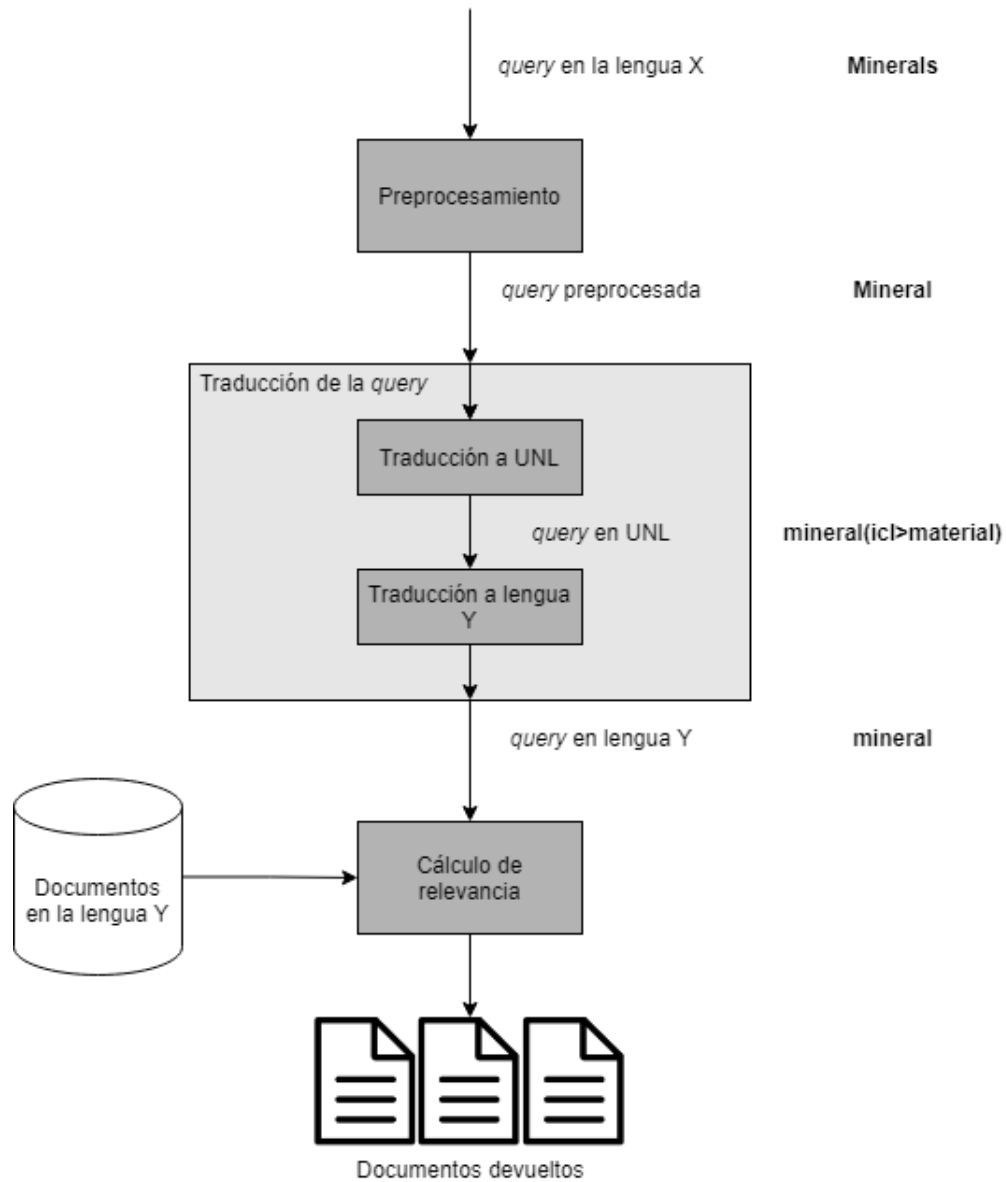 query en la lengua X
Minerals
Preprocesamiento
query preprocesada
Mineral
Traducción de la query
Traducción a UNL
query en UNL
mineral(icl>material)
Traducción a lengua
Y
query en lengua Y
mineral
Documentos
en la lengua Y
Cálculo de
relevancia
Documentos devueltos